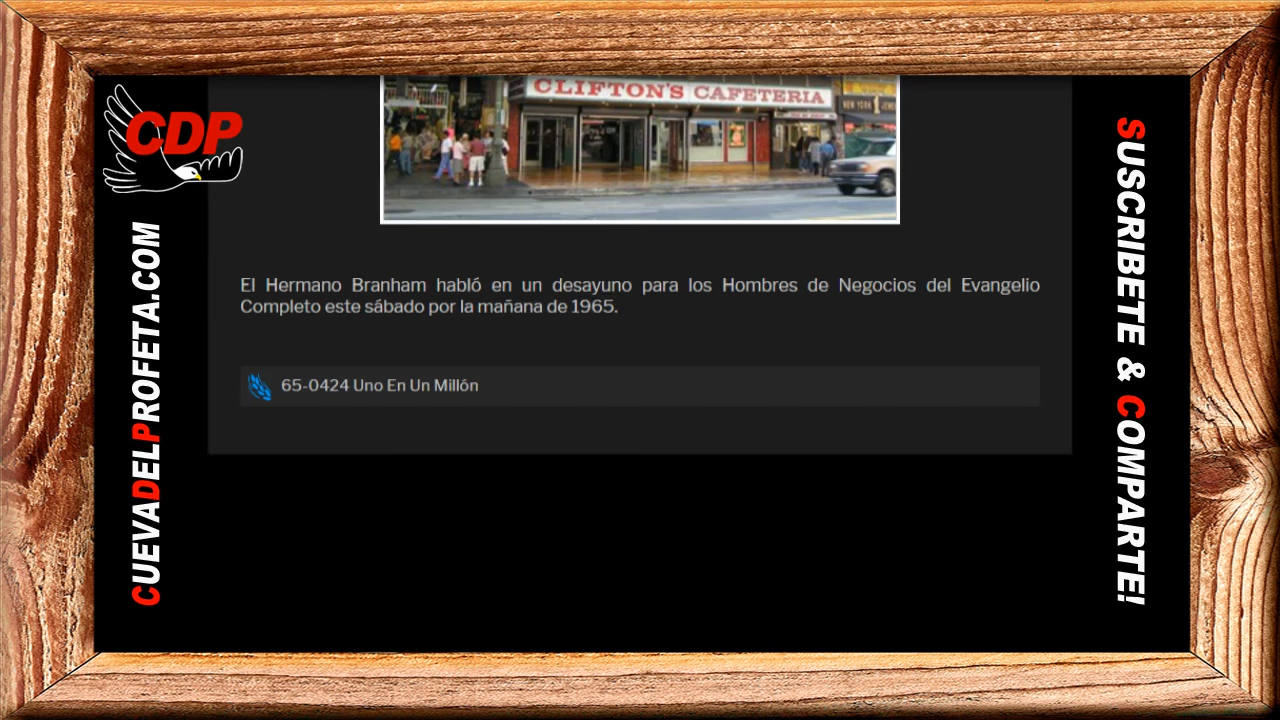 CLIFTON'S CAFETERIA
NEW YORK
CDP
CUEVADELPROFETA.COM
SUSCRIBETE & COMPARTE!
El Hermano Branham habló en un desayuno para los Hombres de Negocios del Evangelio
Completo este sábado por la mañana de 1965.
65-0424 Uno En Un Millón